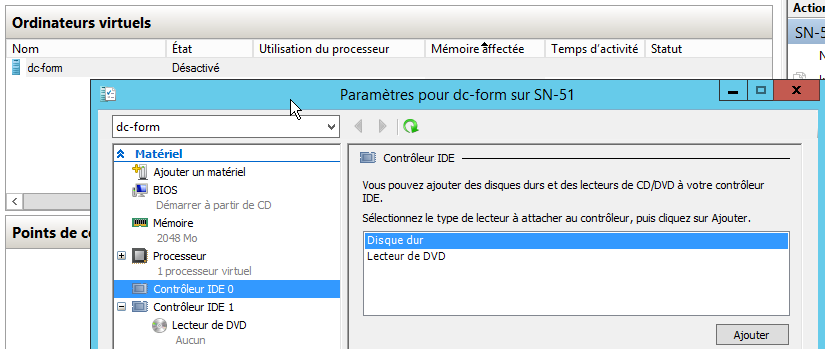 Ordinateurs virtuels
Action
Nom État Utilisation du processeur Mémoire affectée Temps d'activité Statut
SN-5
dc-form Désactivé
N
Paramètres pour dc-form sur SN-51
dc-form
Matériel
Ajouter un matériel
BIOS
Démarrer à partir de CD
Mémoire
2048 Mo
Processeur
1 processeur virtuel
Contrôleur IDE 0
Contrôleur IDE 1
Lecteur de DVD
Aucun
Contrôleur IDE
Vous pouvez ajouter des disques durs et des lecteurs de CD/DVD à votre contrôleur
IDE.
Sélectionnez le type de lecteur à attacher au contrôleur, puis cliquez sur Ajouter.
Disque dur
Lecteur de DVD
Ajouter
Points de c